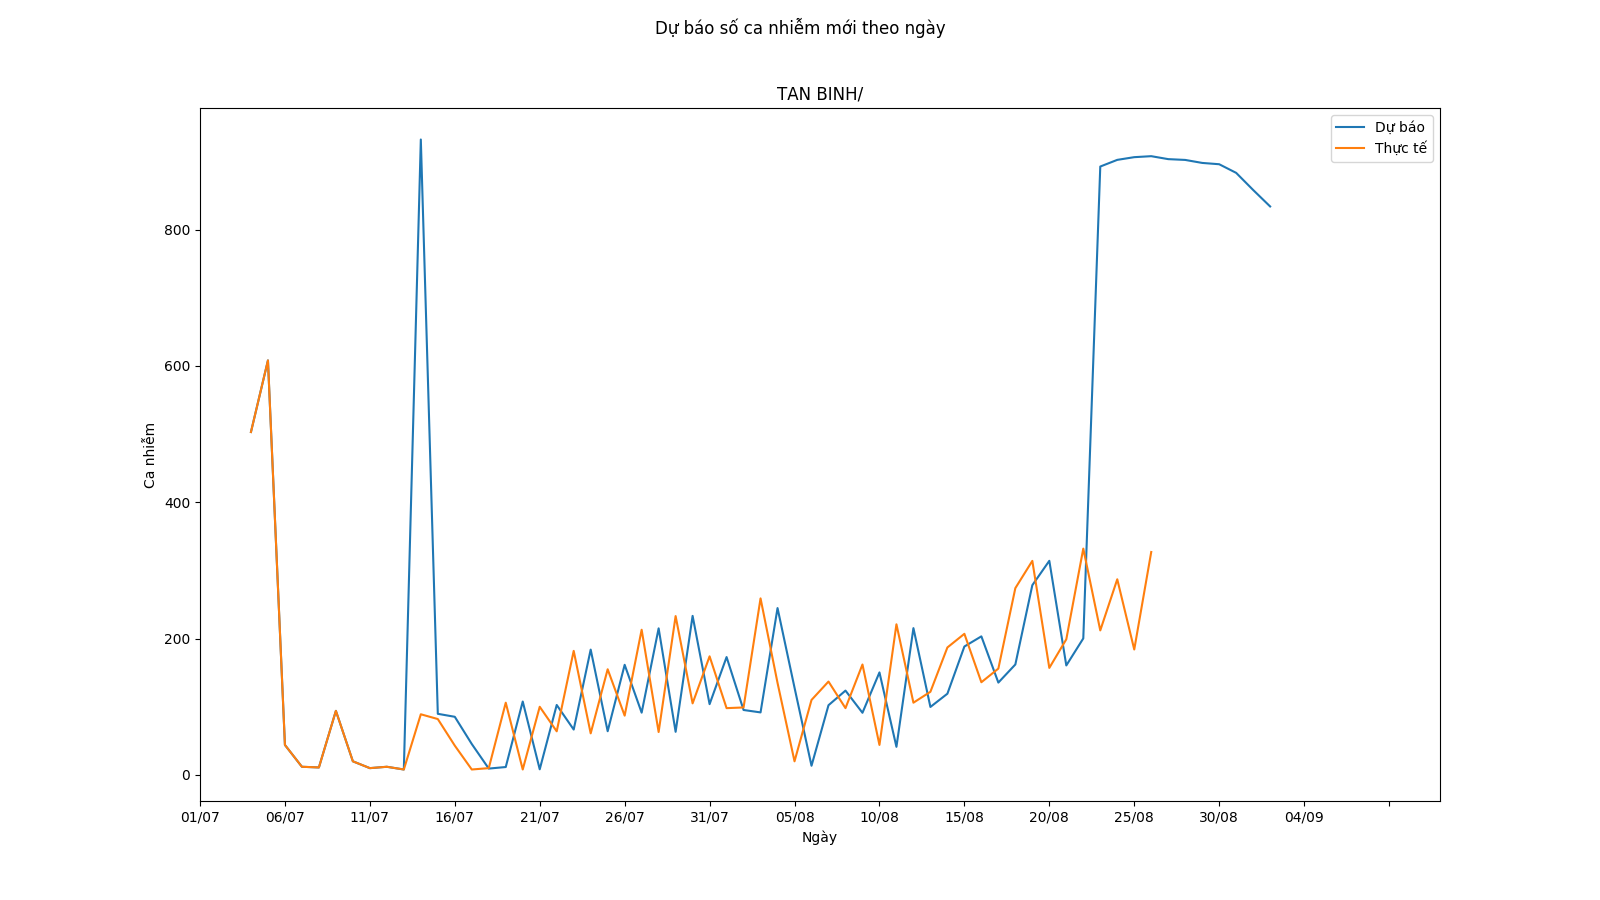 Dự báo số ca nhiễm mới theo ngày
TAN BINH/
Dự báo
Thực tế
800
600
400
200
0
Ca nhiễm
01/07 06/07 11/07 16/07 21/07 26/07 31/07 05/08 10/08 15/08 20/08 25/08 30/08 04/09
Ngày